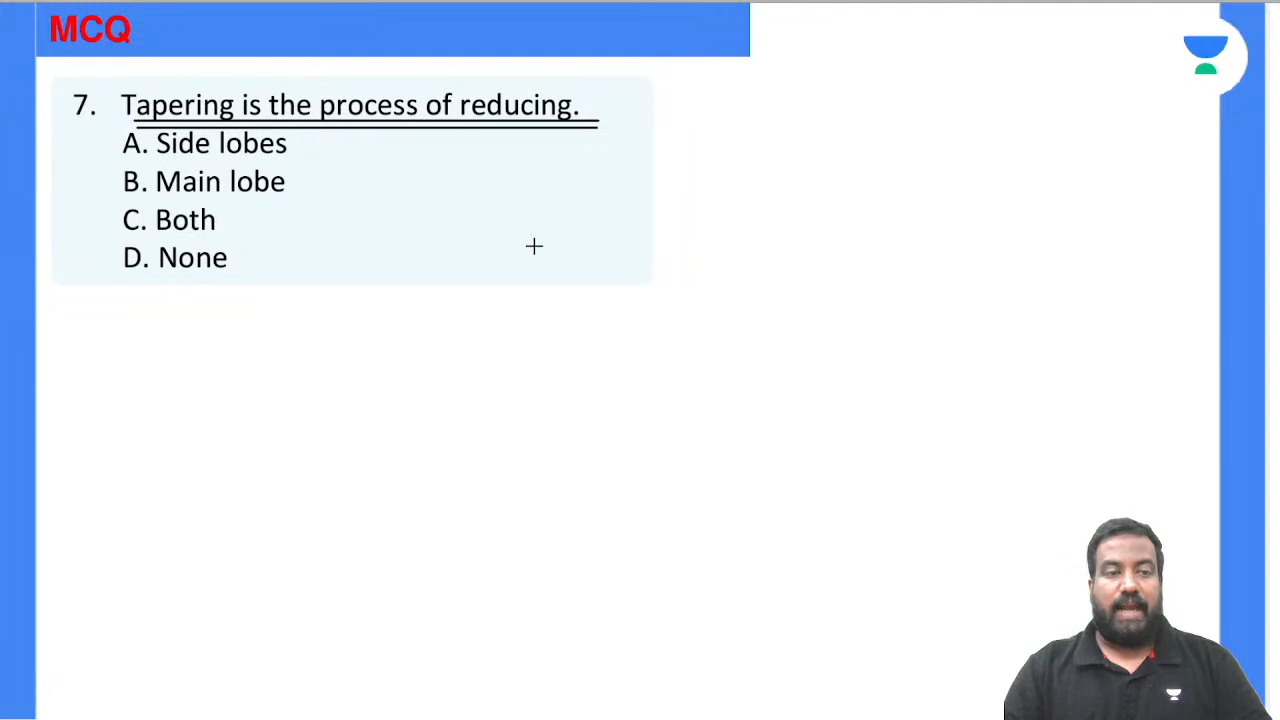 MCQ
7. Tapering is the process of reducing.
A. Side lobes
B. Main lobe
C. Both
D. None